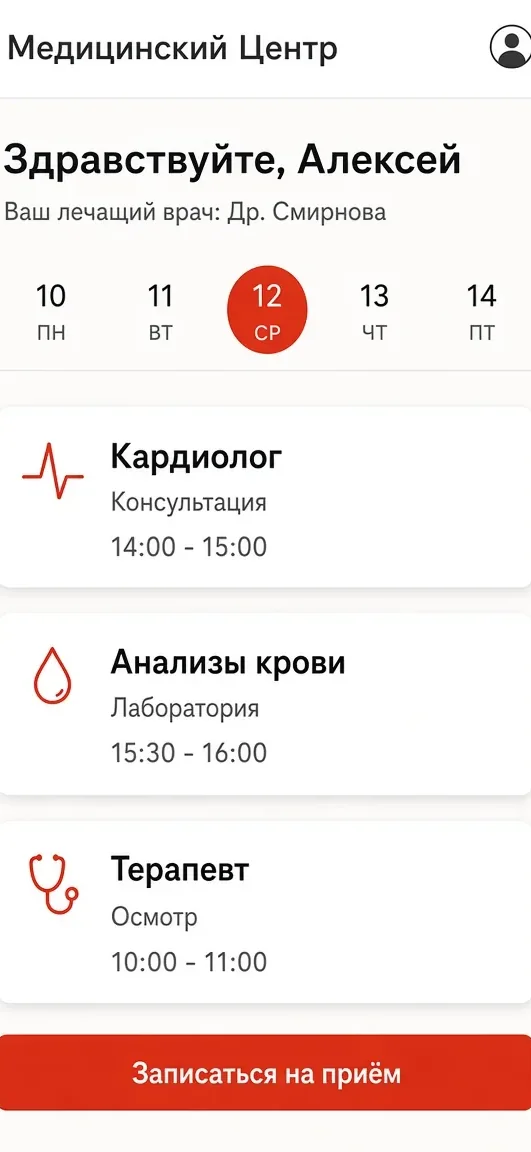 Медицинский Центр
Здравствуйте, Алексей
Ваш лечащий врач: Др. Смирнова
10 11 12 13 14
ПН ВТ СР ЧТ ПТ
Кардиолог
Консультация
14:00 - 15:00
Анализы крови
Лаборатория
15:30 - 16:00
Терапевт
Осмотр
10:00 - 11:00
Записаться на приём